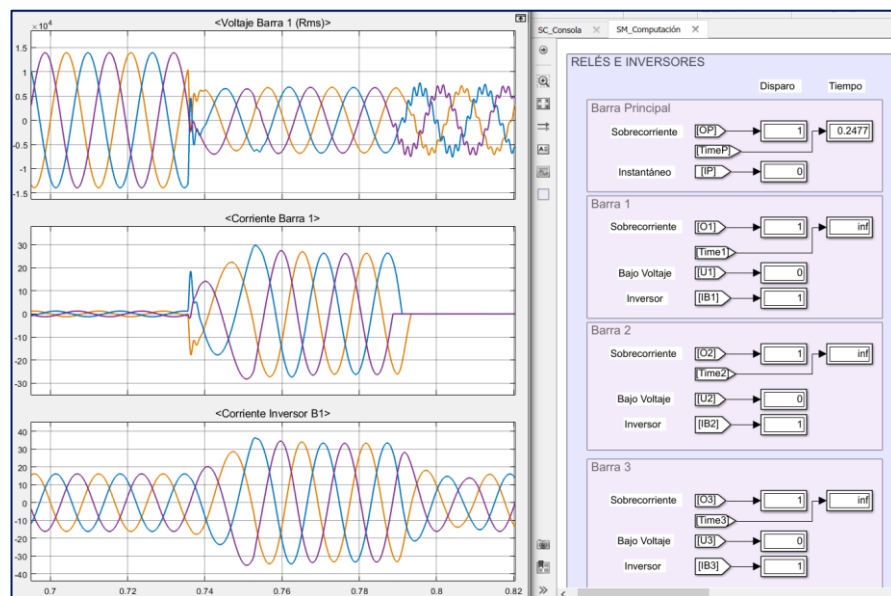 <Voltaje Barra 1 (Rms)>
×10⁴
1.5
1
0.5
0
-0.5
-1
-1.5
<Corriente Barra 1>
30
20
10
0
-10
-20
-30
<Corriente Inversor B1>
40
30
20
10
0
-10
-20
-30
-40
0.7
0.72
0.74
0.76
0.78
0.8
0.82
SC_Consola
SM_Computación
RELÉS E INVERSORES
Disparo Tiempo
Barra Principal
Sobrecorriente [OP] 1 0.2477
[TimeP]
Instantáneo [IP] 0
Barra 1
Sobrecorriente [O1] 1 inf
[Time1]
Bajo Voltaje [U1] 0
Inversor [IB1] 1
Barra 2
Sobrecorriente [O2] 1 inf
[Time2]
Bajo Voltaje [U2] 0
Inversor [IB2] 1
Barra 3
Sobrecorriente [O3] 1 inf
[Time3]
Bajo Voltaje [U3] 0
Inversor [IB3] 1